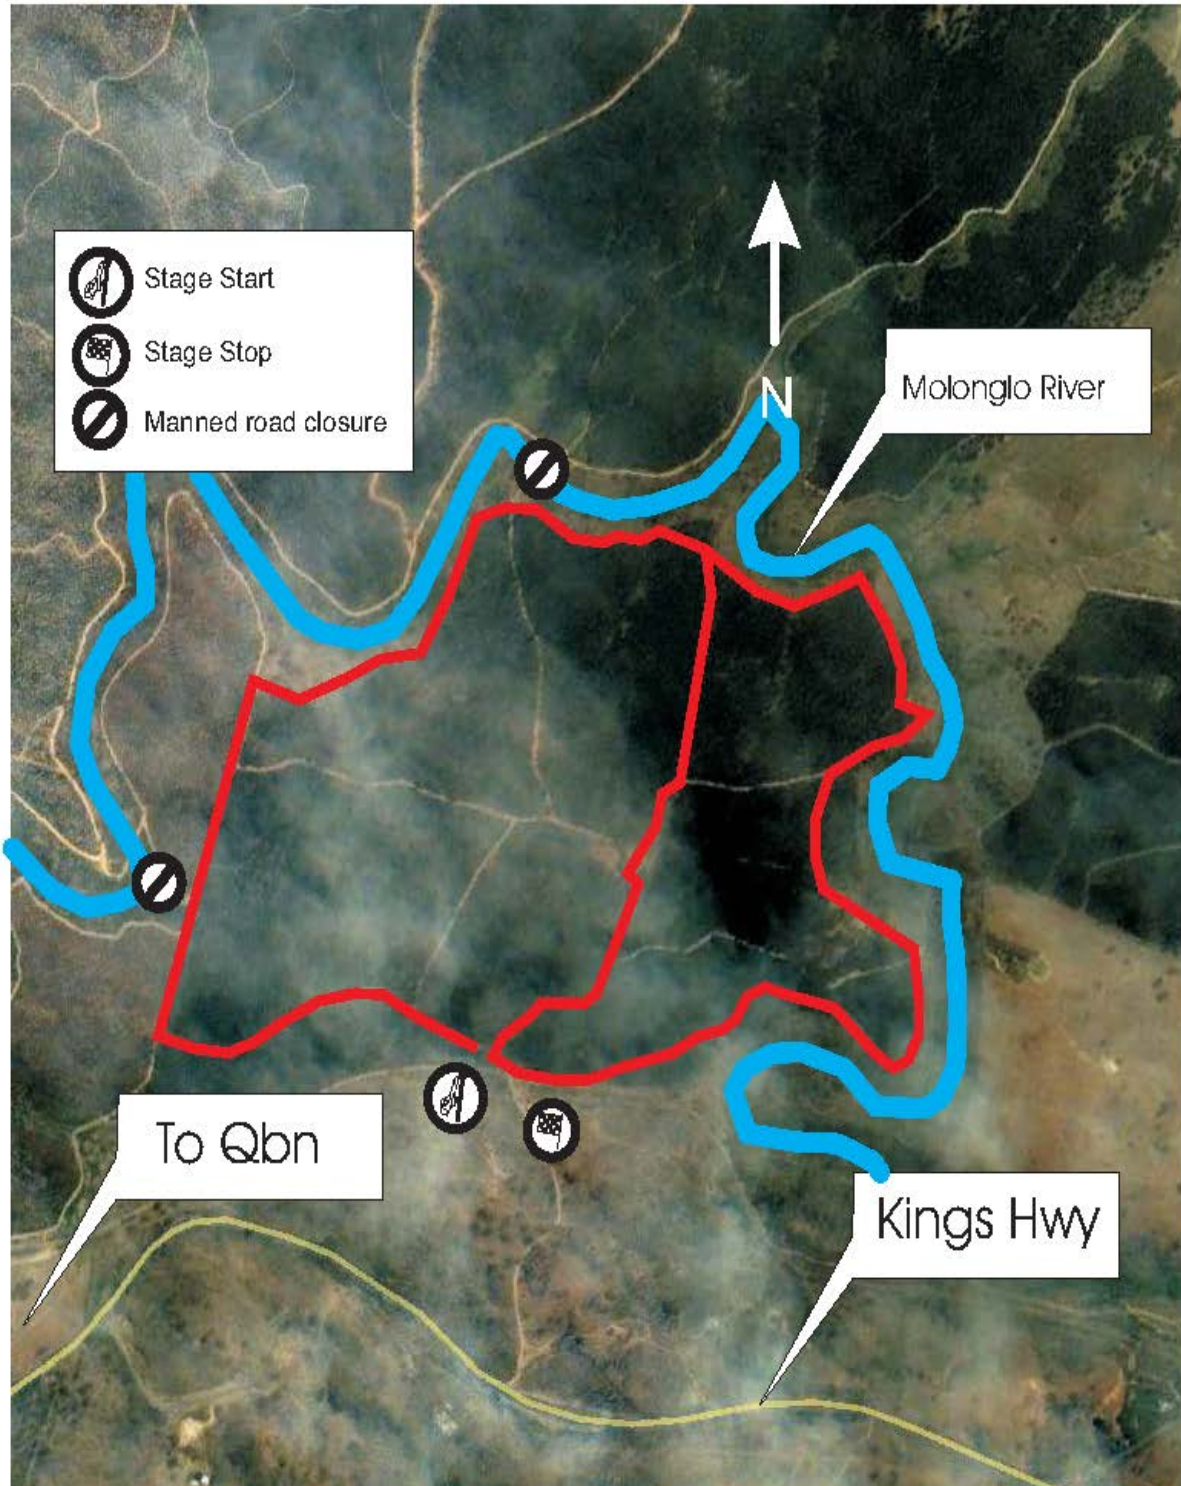 Stage Start
Stage Stop
Manned road closure
N
Molonglo River
To Qbn
Kings Hwy